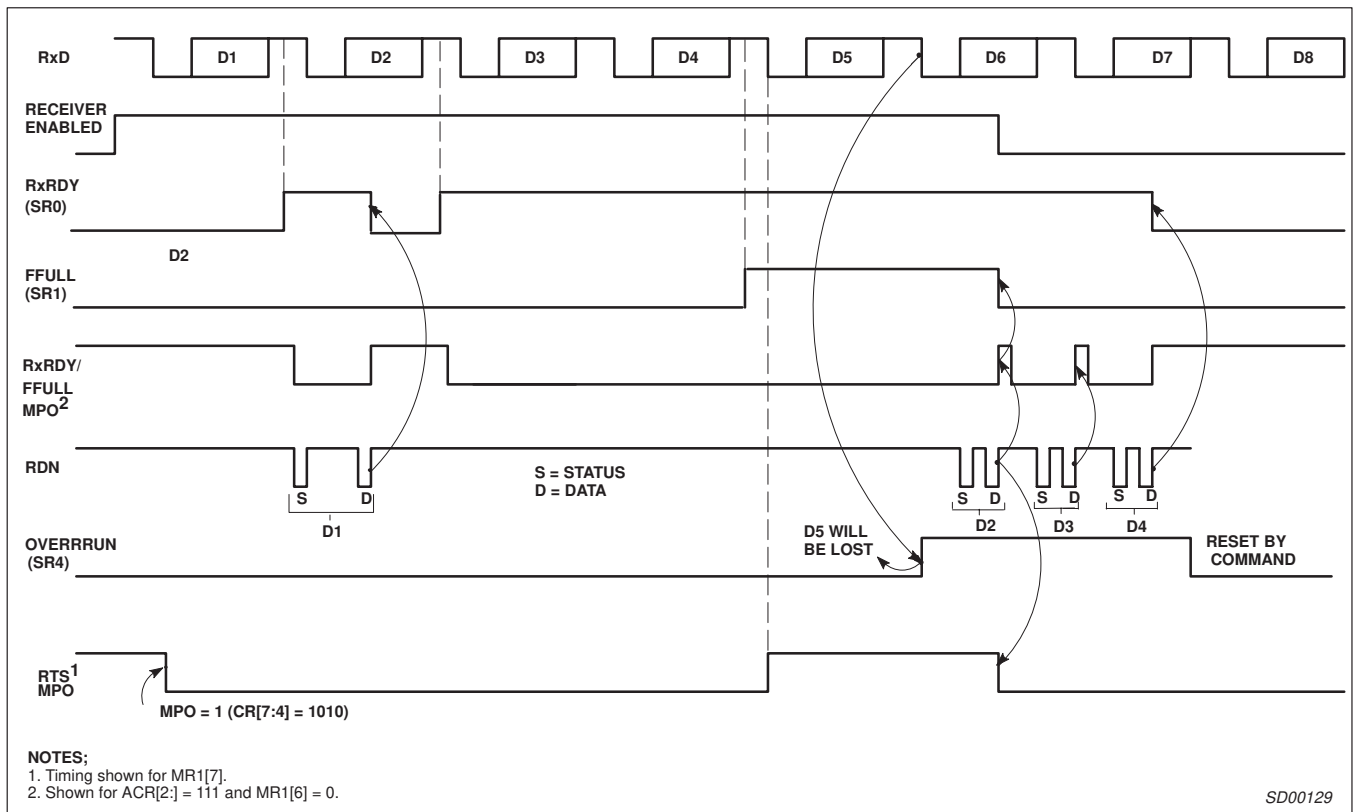 RxD D1 D2 D3 D4 D5 D6 D7 D8
RECEIVER
ENABLED
RxRDY
(SR0)
D2
FFULL
(SR1)
RxRDY/
FFULL
MPO2
RDN
S = STATUS
D = DATA
S D S D S D S D
D1 D2 D3 D4
OVERRRUN
(SR4)
D5 WILL
BE LOST
RESET BY
COMMAND
RTS1
MPO
MPO = 1 (CR[7:4] = 1010)
NOTES;
1. Timing shown for MR1[7].
2. Shown for ACR[2:] = 111 and MR1[6] = 0.
SD00129